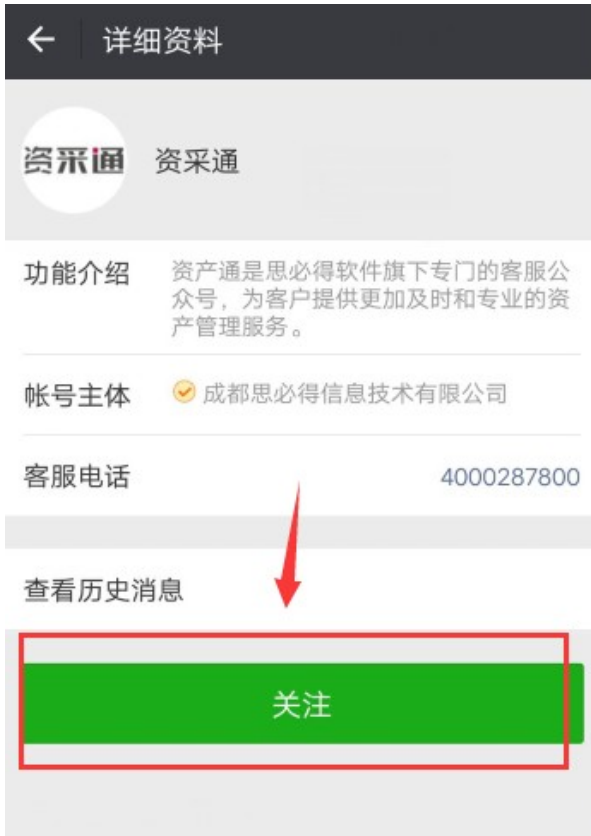 详细资料
资采通
资采通
功能介绍
资产通是思必得软件旗下专门的客服公
众号，为客户提供更加及时和专业的资
产管理服务。
帐号主体
成都思必得信息技术有限公司
客服电话
4000287800
查看历史消息
关注